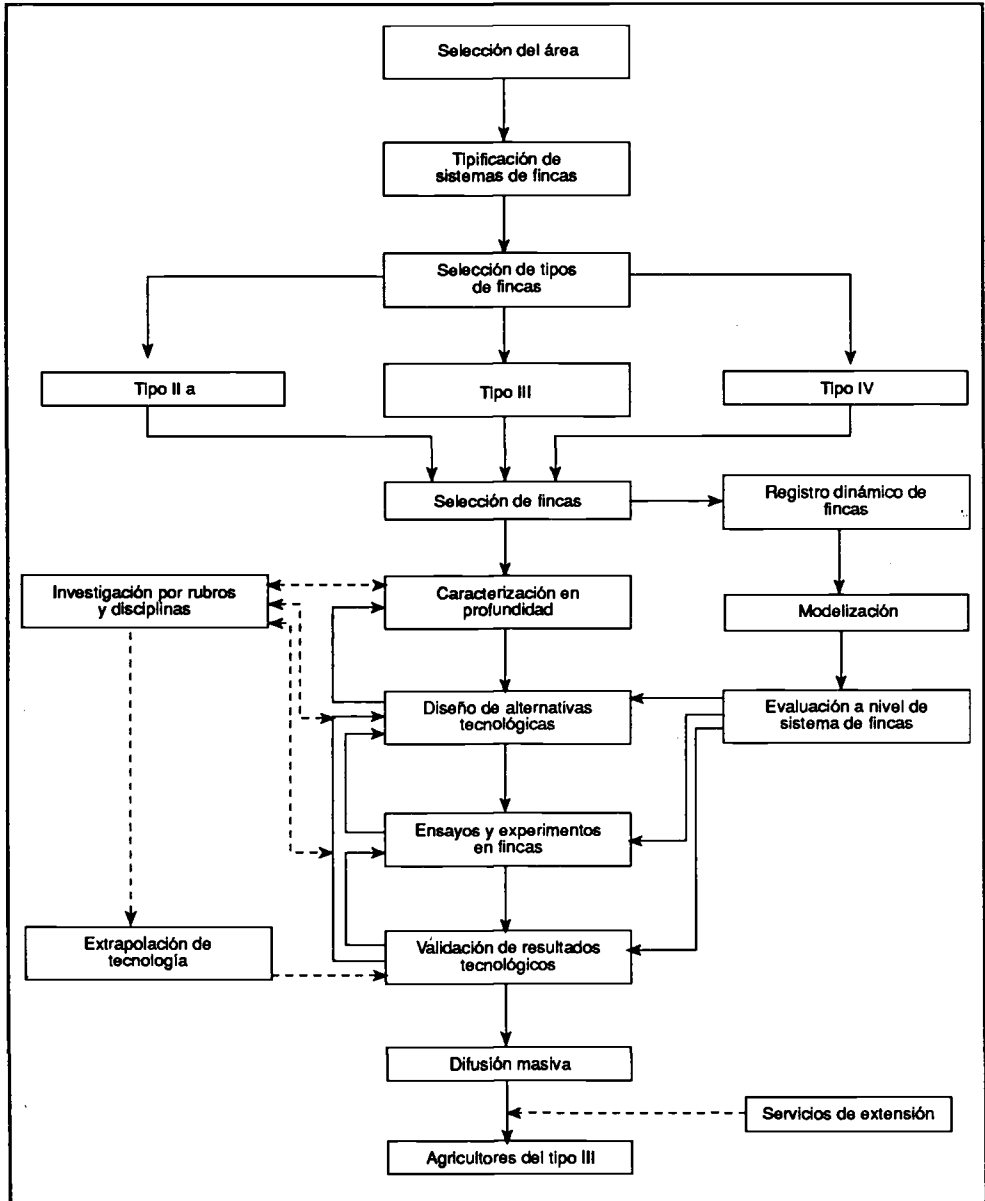 Selección del área
Tipificación de
sistemas de fincas
Selección de tipos
de fincas
Tipo II a
Tipo III
Tipo IV
Selección de fincas
Registro dinámico de
fincas
Investigación por rubros
y disciplinas
Caracterización en
profundidad
Modelización
Diseño de alternativas
tecnológicas
Evaluación a nivel de
sistema de fincas
Ensayos y experimentos
en fincas
Extrapolación de
tecnología
Validación de resultados
tecnológicos
Difusión masiva
Servicios de extensión
Agricultores del tipo III